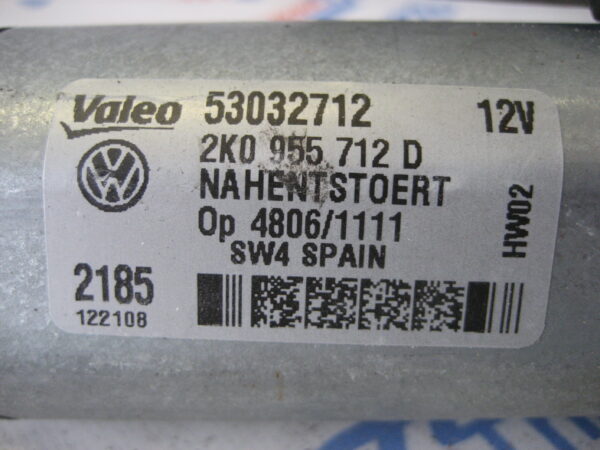 Valeo 53032712 12V
2K0 955 712 D
NAHENTSTOERT
Op 4806/1111
SW4 SPAIN
HW02
2185
122108